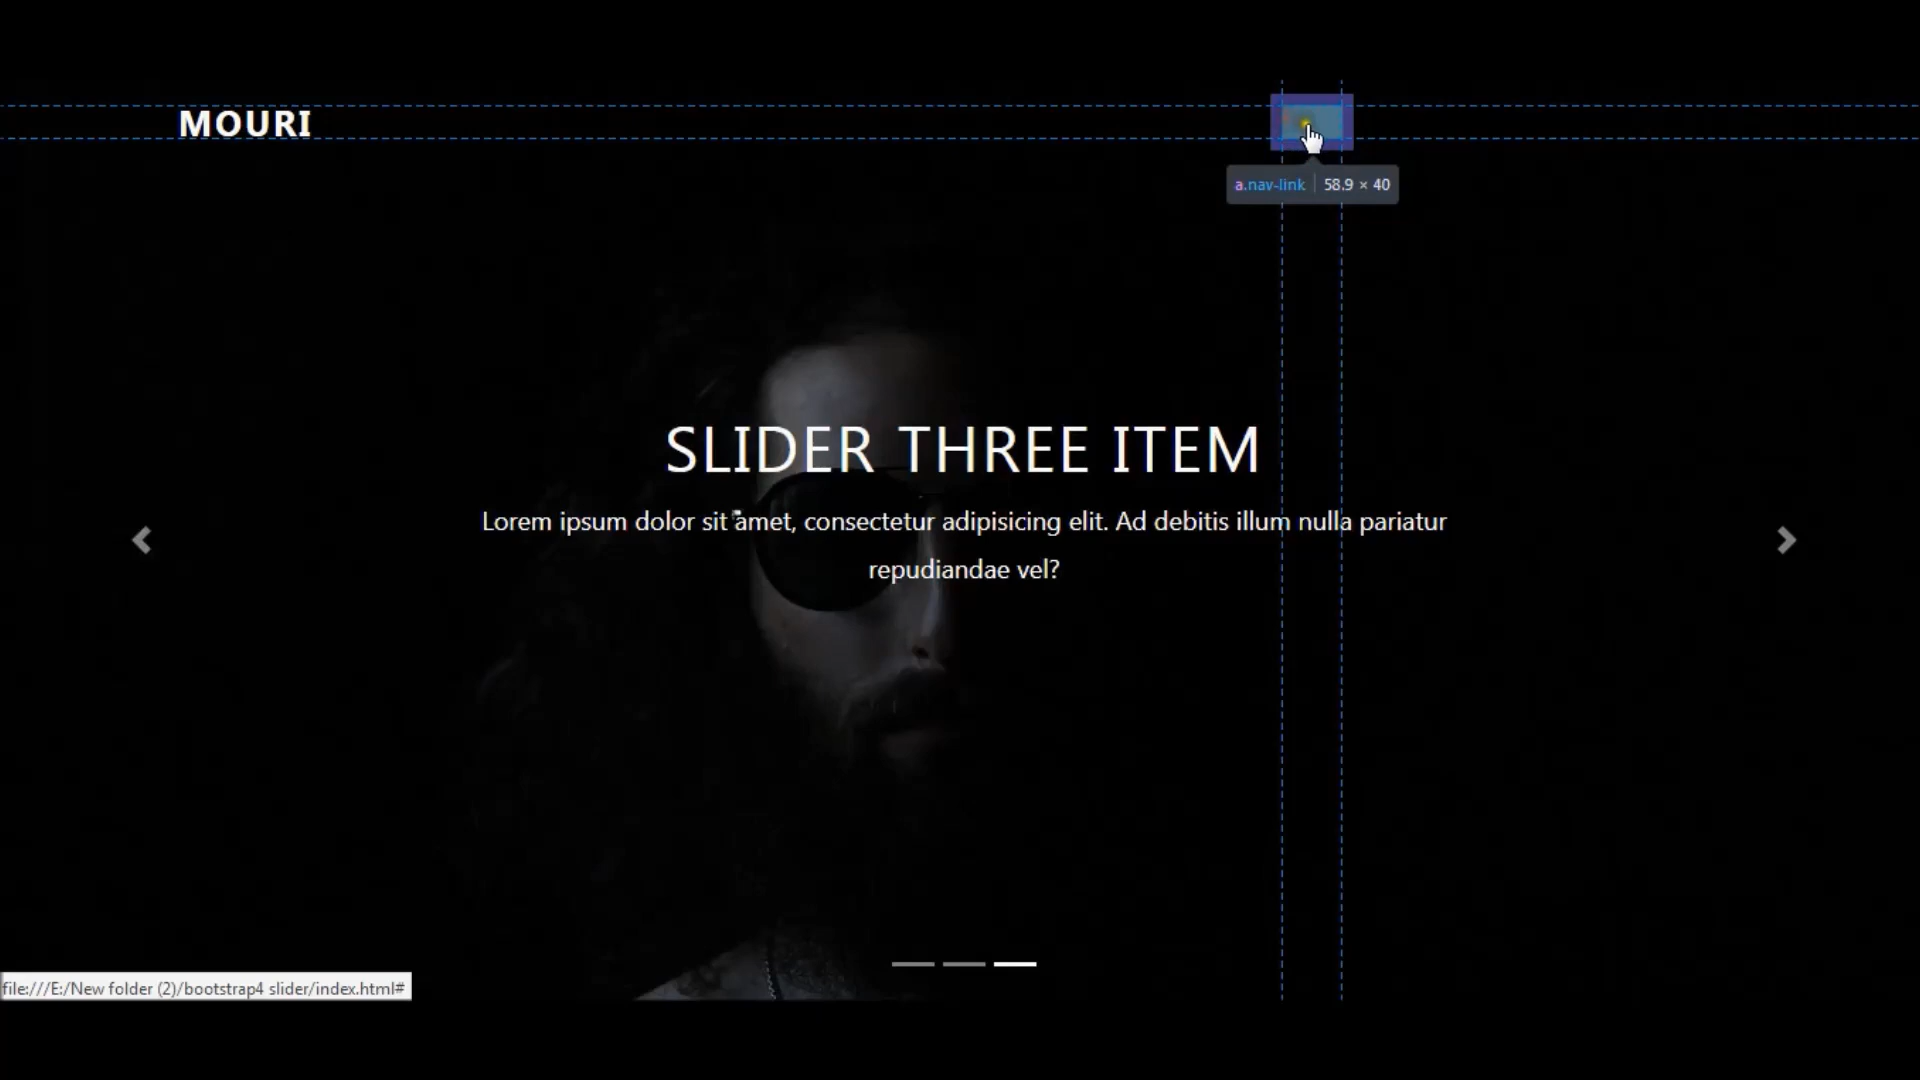 MOURI
a.nav-link 58.9 × 40
SLIDER THREE ITEM
Lorem ipsum dolor sit amet, consectetur adipisicing elit. Ad debitis illum nulla pariatur
repudiandae vel?
file:///E:/New folder (2)/bootstrap4 slider/index.html#